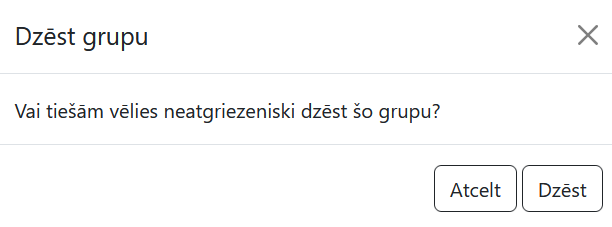 Dzēst grupu
Vai tiešām vēlies neatgriezeniski dzēst šo grupu?
Atcelt Dzēst